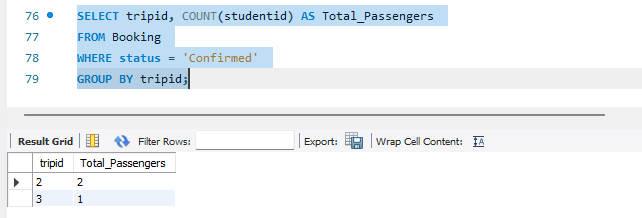 76 SELECT tripid, COUNT(studentid) AS Total_Passengers
77 FROM Booking
78 WHERE status = 'Confirmed'
79 GROUP BY tripid;
Result Grid Filter Rows: Export: Wrap Cell Content: IA
tripid Total_Passengers
2 2
3 1